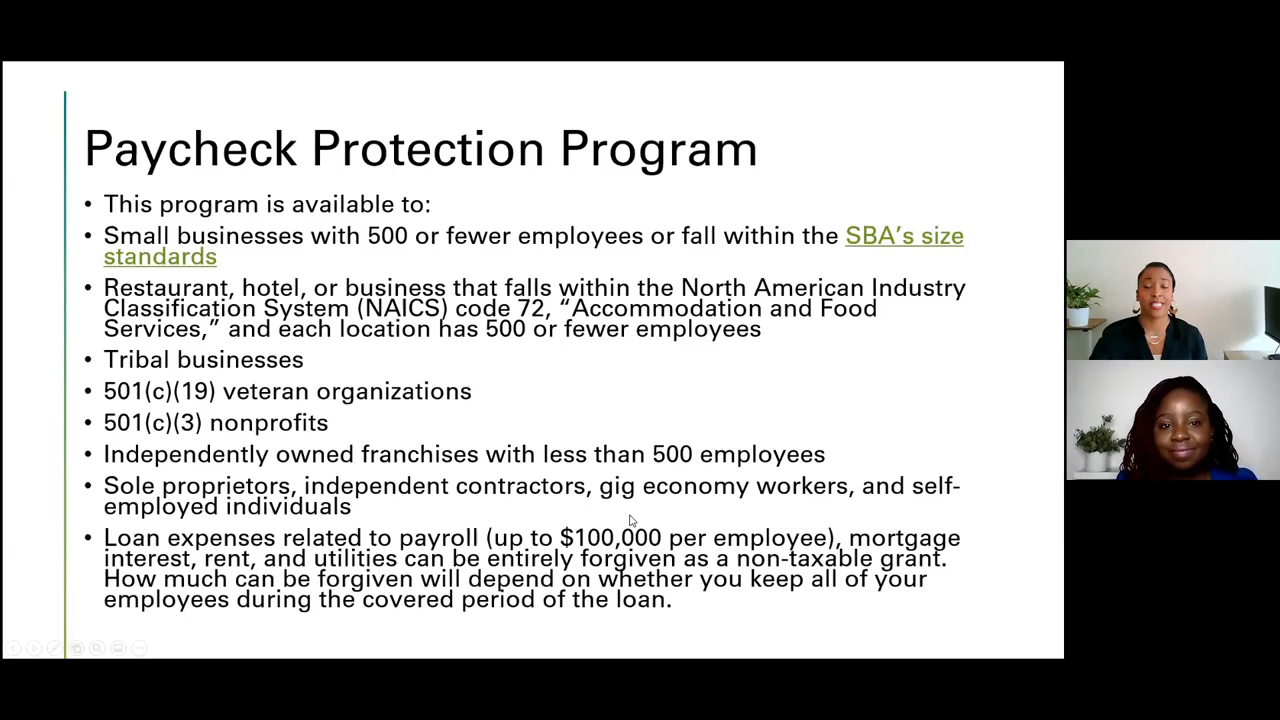 Paycheck Protection Program
• This program is available to:
• Small businesses with 500 or fewer employees or fall within the SBA’s size
standards
• Restaurant, hotel, or business that falls within the North American Industry
Classification System (NAICS) code 72, “Accommodation and Food
Services,” and each location has 500 or fewer employees
• Tribal businesses
• 501(c)(19) veteran organizations
• 501(c)(3) nonprofits
• Independently owned franchises with less than 500 employees
• Sole proprietors, independent contractors, gig economy workers, and self-
employed individuals
• Loan expenses related to payroll (up to $100,000 per employee), mortgage
interest, rent, and utilities can be entirely forgiven as a non-taxable grant.
How much can be forgiven will depend on whether you keep all of your
employees during the covered period of the loan.